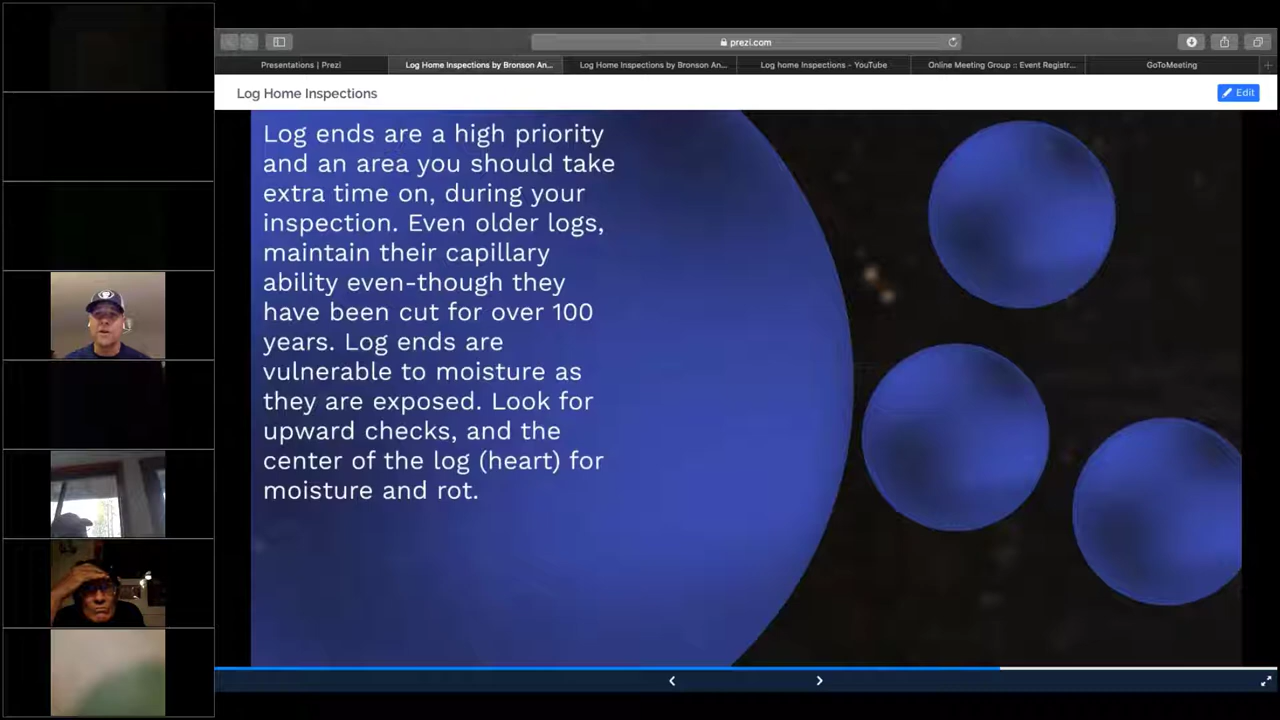 prezi.com
Presentations | Prezi
Log Home Inspections by Bronson An...
Log Home Inspections by Bronson An...
Log home Inspections - YouTube
Online Meeting Group :: Event Registr...
GoToMeeting
Log Home Inspections
Edit
Log ends are a high priority
and an area you should take
extra time on, during your
inspection. Even older logs,
maintain their capillary
ability even-though they
have been cut for over 100
years. Log ends are
vulnerable to moisture as
they are exposed. Look for
upward checks, and the
center of the log (heart) for
moisture and rot.